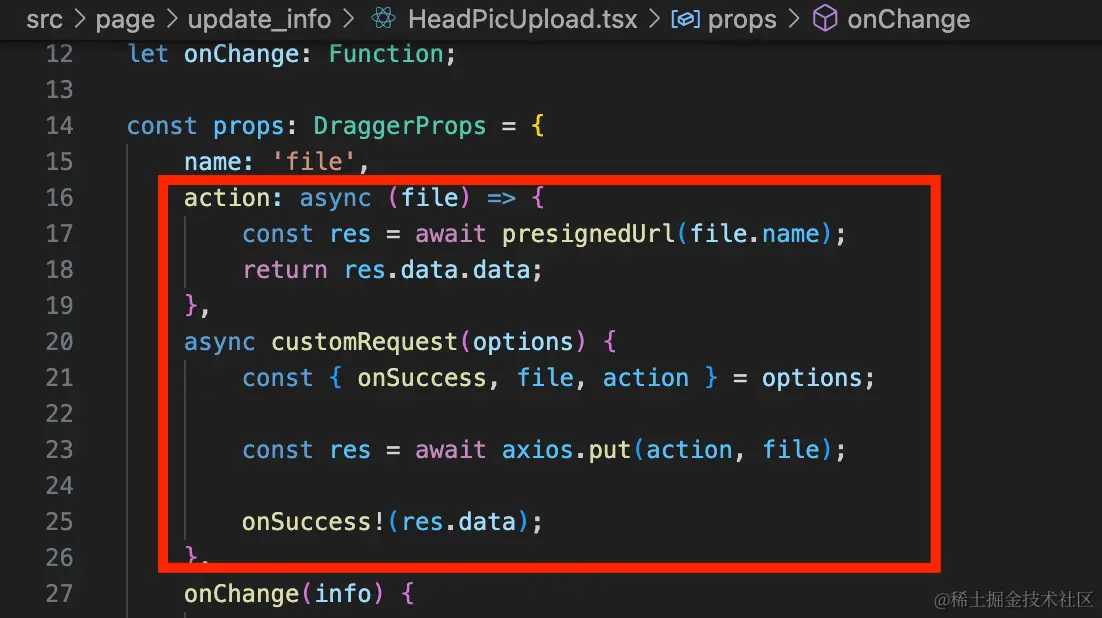 src > page > update_info > HeadPicUpload.tsx > props > onChange
12 let onChange: Function;
13
14 const props: DraggerProps = {
15 name: 'file',
16 action: async (file) => {
17 const res = await presignedUrl(file.name);
18 return res.data.data;
19 },
20 async customRequest(options) {
21 const { onSuccess, file, action } = options;
22
23 const res = await axios.put(action, file);
24
25 onSuccess!(res.data);
26 },
27 onChange(info) {
@稀土掘金技术社区